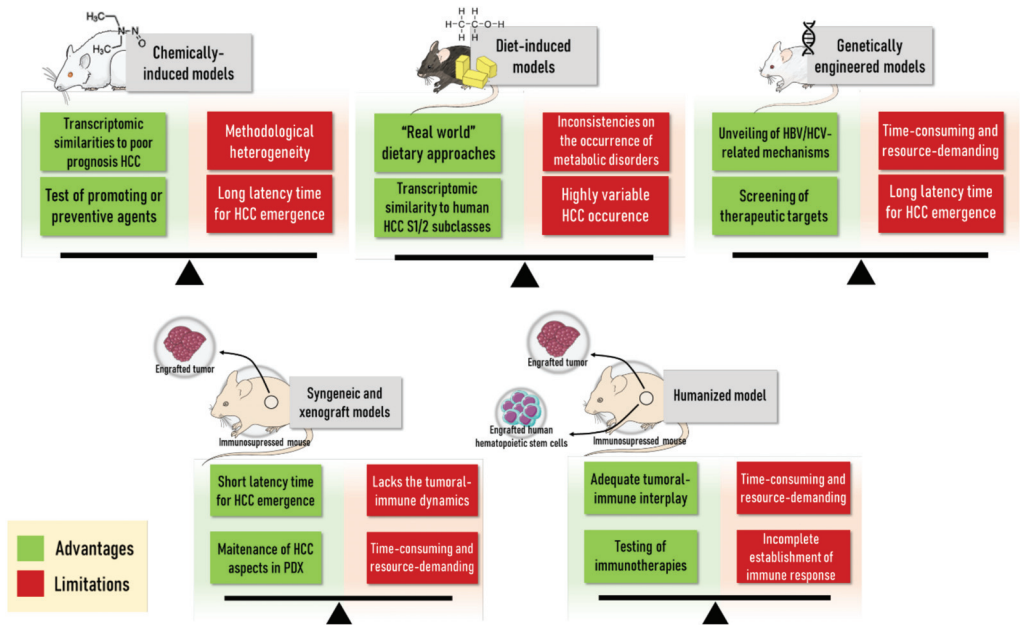 H₃C
N–N
H₃C
O
Chemically-
induced models
Transcriptomic
similarities to poor
prognosis HCC
Methodological
heterogeneity
Test of promoting or
preventive agents
Long latency time
for HCC emergence
H H
H-C-C-O-H
H H
Diet-induced
models
"Real world"
dietary approaches
Inconsistencies on
the occurrence of
metabolic disorders
Transcriptomic
similarity to human
HCC S1/2 subclasses
Highly variable
HCC occurence
Genetically
engineered models
Unveiling of HBV/HCV-
related mechanisms
Time-consuming and
resource-demanding
Screening of
therapeutic targets
Long latency time
for HCC emergence
Engrafted tumor
Syngeneic and
xenograft models
Immunosupressed mouse
Short latency time
for HCC emergence
Lacks the tumoral-
immune dynamics
Maitenance of HCC
aspects in PDX
Time-consuming and
resource-demanding
Engrafted tumor
Humanized model
Engrafted human
hematopoietic stem cells
Immunosupressed mouse
Adequate tumoral-
immune interplay
Time-consuming and
resource-demanding
Testing of
immunotherapies
Incomplete
establishment of
immune response
Advantages
Limitations